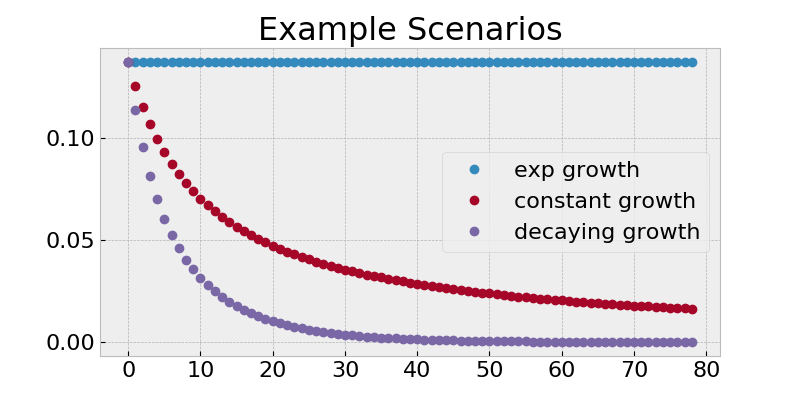 Example Scenarios
0.10
0.05
0.00
exp growth
constant growth
decaying growth
0 10 20 30 40 50 60 70 80